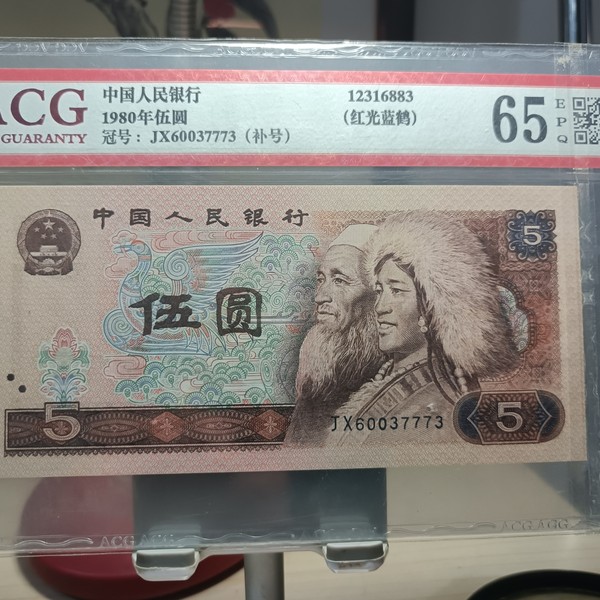 ACG
GUARANTY
中国人民银行
1980年伍圆
冠号：JX60037773（补号）
12316883
（红光蓝鹤）
65
EPQ
中国人民银行
5
伍圆
JX60037773
5
5
ACG ACG
ACG AGG